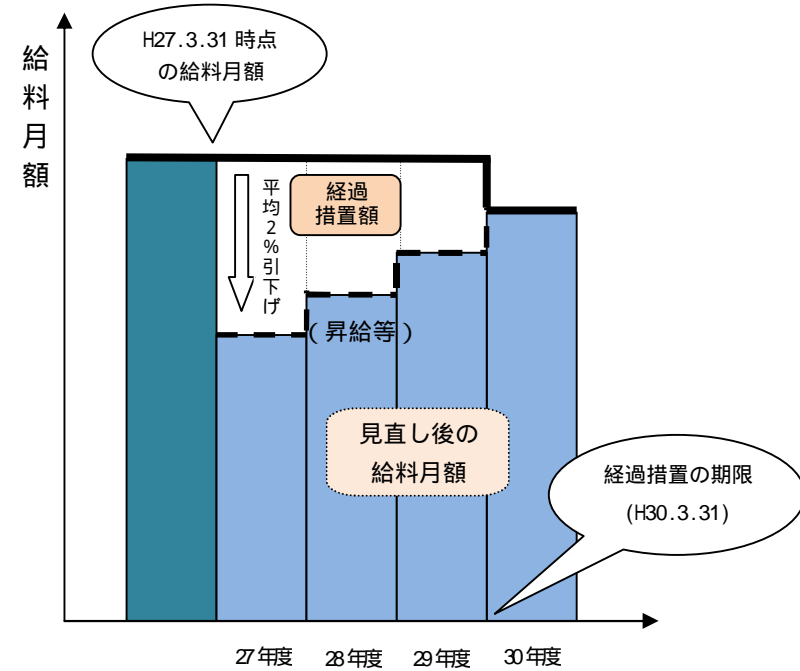 給料月額
H27.3.31 時点
の給料月額
平均2%引下げ
経過
措置額
(昇給等)
見直し後の
給料月額
経過措置の期限
(H30.3.31)
27年度 28年度 29年度 30年度